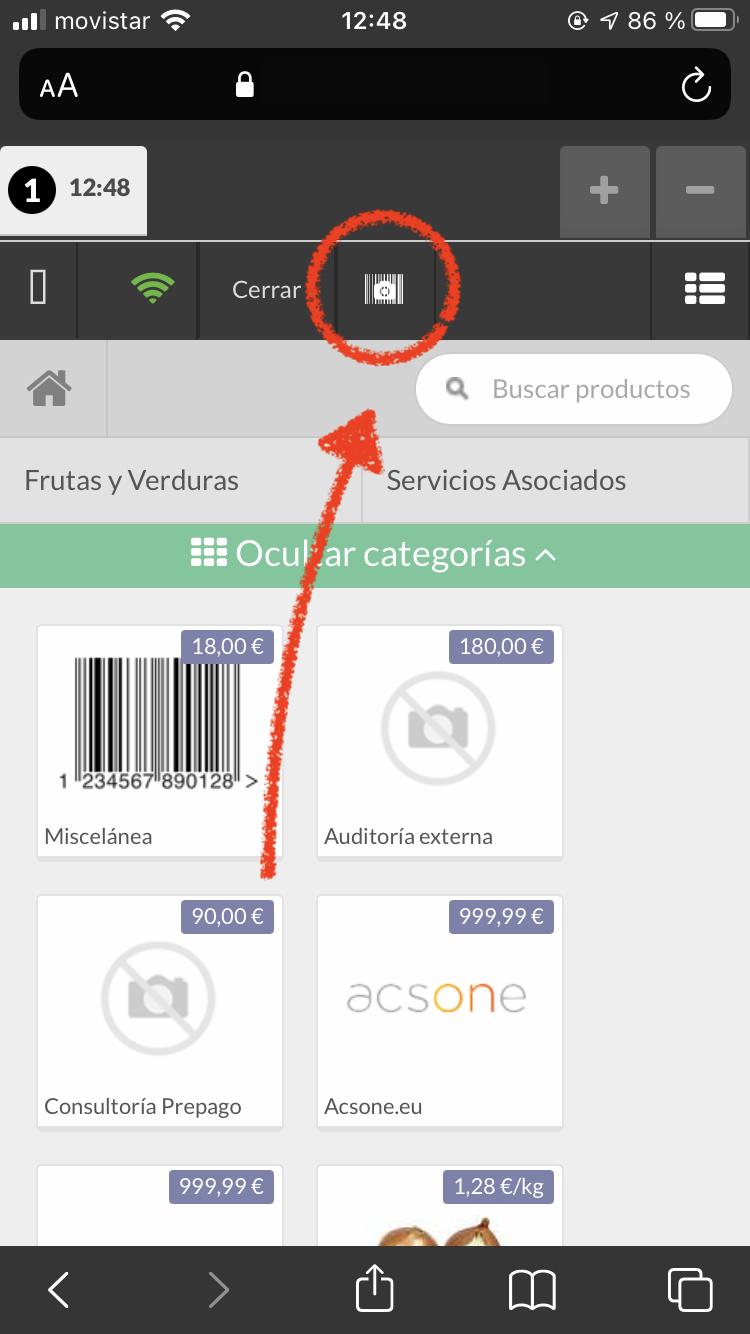 movistar 12:48 86 %
AA
1 12:48
Cerrar
Buscar productos
Frutas y Verduras Servicios Asociados
Ocultar categorías
18,00 € 180,00 €
1 234567 890128 >
Miscelánea Auditoría externa
90,00 € 999,99 €
acsone
Consultoría Prepago Acsone.eu
999,99 € 1,28 €/kg